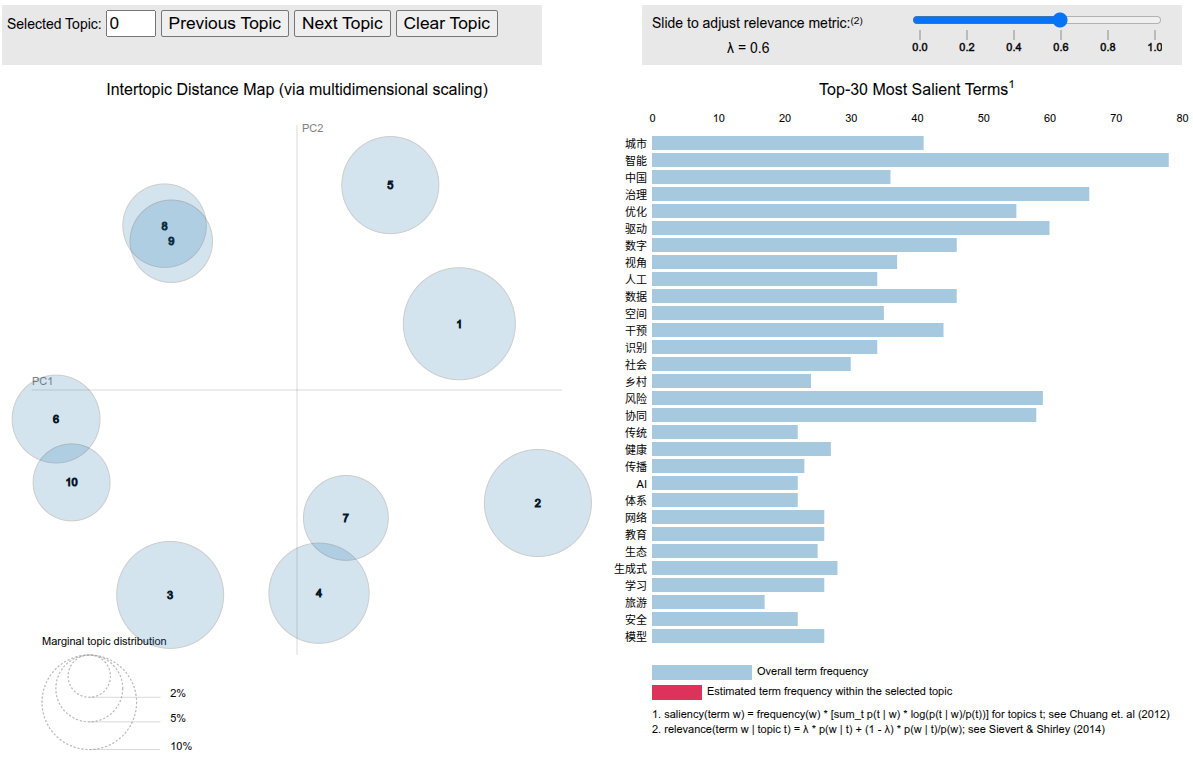 Selected Topic: 0 Previous Topic Next Topic Clear Topic
Slide to adjust relevance metric:(2)
λ = 0.6
0.0 0.2 0.4 0.6 0.8 1.0
Intertopic Distance Map (via multidimensional scaling)
PC2
PC1
5
8
9
1
6
10
7
2
3
4
Marginal topic distribution
2%
5%
10%
Top-30 Most Salient Terms1
0 10 20 30 40 50 60 70 80
城市
智能
中国
治理
优化
驱动
数字
视角
人工
数据
空间
干预
识别
社会
乡村
风险
协同
传统
健康
传播
AI
体系
网络
教育
生态
生成式
学习
旅游
安全
模型
Overall term frequency
Estimated term frequency within the selected topic
1. saliency(term w) = frequency(w) * [sum_t p(t | w) * log(p(t | w)/p(t))] for topics t; see Chuang et. al (2012)
2. relevance(term w | topic t) = λ * p(w | t) + (1 - λ) * p(w | t)/p(w); see Sievert & Shirley (2014)